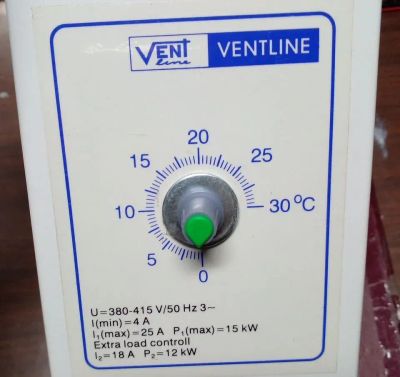 VENT line VENTLINE
20
15 25
10 30 °C
5
0
U=380-415 V/50 Hz 3~
I(min)=4 A
I₁(max)=25 A P₁(max)=15 kW
Extra load controll
I₂=18 A P₂=12 kW